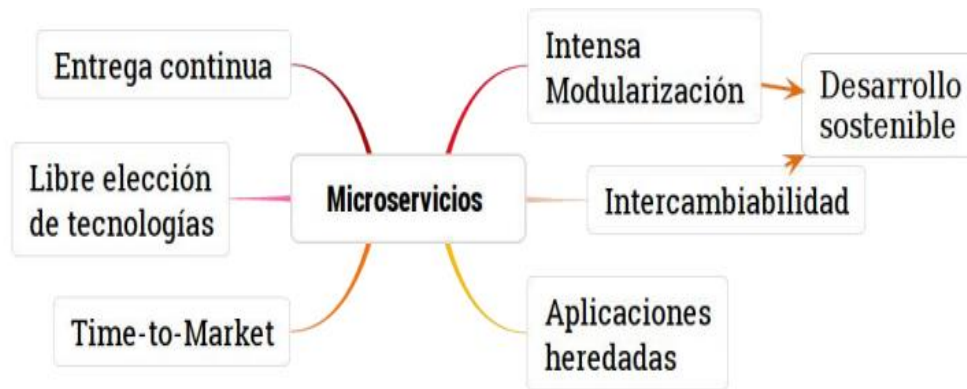 Entrega continua
Libre elección
de tecnologías
Time-to-Market
Microservicios
Intensa
Modularización
Intercambiabilidad
Aplicaciones
heredadas
Desarrollo
sostenible